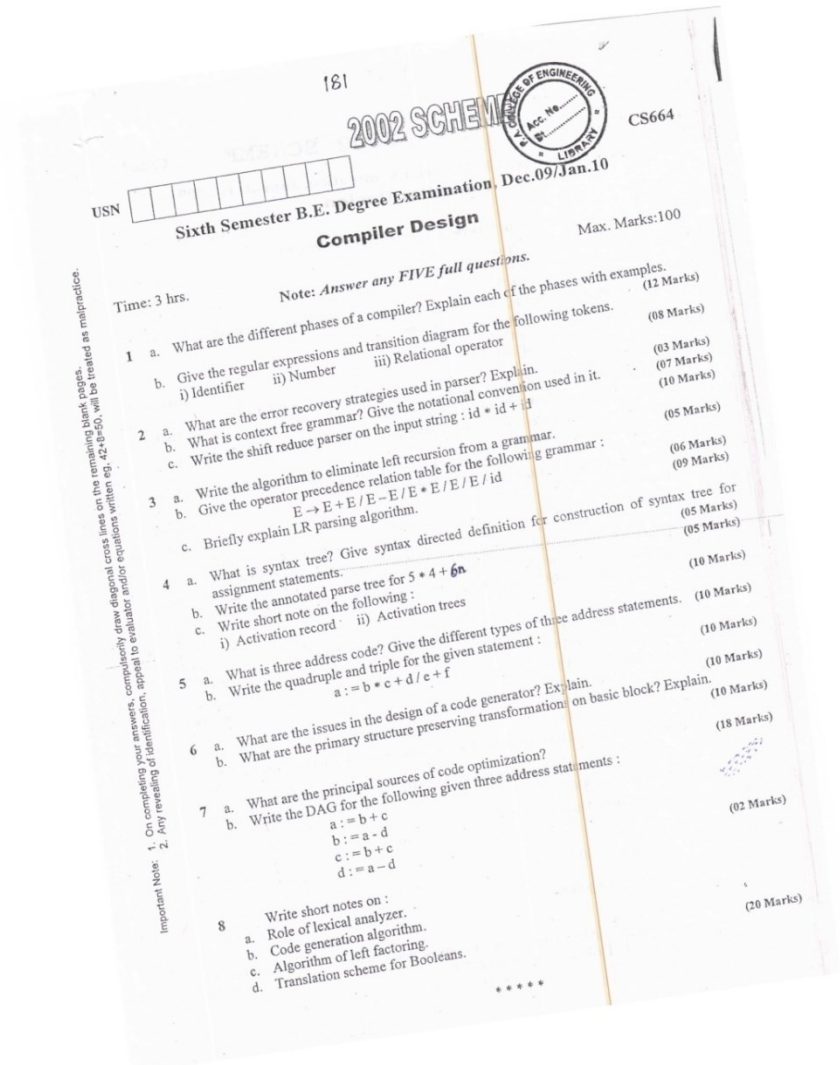 181
2002 SCHEME
P.A. COLLEGE OF ENGINEERING
Acc. No.......
Dt..............
* LIBRARY *
CS664
USN
Sixth Semester B.E. Degree Examination, Dec.09/Jan.10
Compiler Design
Time: 3 hrs.
Max. Marks:100
Note: Answer any FIVE full questions.
1 a. What are the different phases of a compiler? Explain each of the phases with examples.
(12 Marks)
b. Give the regular expressions and transition diagram for the following tokens.
i) Identifier ii) Number iii) Relational operator
(08 Marks)
2 a. What are the error recovery strategies used in parser? Explain.
(03 Marks)
b. What is context free grammar? Give the notational convention used in it.
(07 Marks)
c. Write the shift reduce parser on the input string : id * id + id
(10 Marks)
3 a. Write the algorithm to eliminate left recursion from a grammar.
(05 Marks)
b. Give the operator precedence relation table for the following grammar :
E → E + E / E – E / E * E / E / E / id
(06 Marks)
c. Briefly explain LR parsing algorithm.
(09 Marks)
4 a. What is syntax tree? Give syntax directed definition for construction of syntax tree for
assignment statements.
(05 Marks)
b. Write the annotated parse tree for 5 * 4 + 6n
(05 Marks)
c. Write short note on the following :
i) Activation record ii) Activation trees
(10 Marks)
5 a. What is three address code? Give the different types of three address statements.
(10 Marks)
b. Write the quadruple and triple for the given statement :
a : = b * c + d / e + f
(10 Marks)
6 a. What are the issues in the design of a code generator? Explain.
(10 Marks)
b. What are the primary structure preserving transformations on basic block? Explain.
(10 Marks)
7 a. What are the principal sources of code optimization?
(18 Marks)
b. Write the DAG for the following given three address statements :
a : = b + c
b : = a - d
c : = b + c
d : = a – d
(02 Marks)
8 Write short notes on :
a. Role of lexical analyzer.
b. Code generation algorithm.
c. Algorithm of left factoring.
d. Translation scheme for Booleans.
(20 Marks)
* * * * *
Important Note: 1. On completing your answers, compulsorily draw diagonal cross lines on the remaining blank pages.
2. Any revealing of identification, appeal to evaluator and/or equations written eg, 42+8=50, will be treated as malpractice.